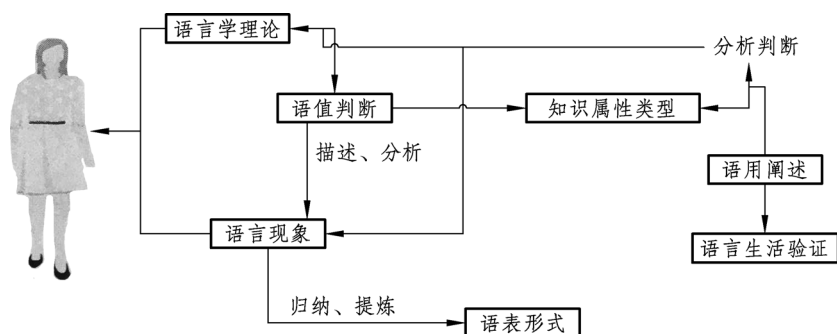 语言学理论
分析判断
语值判断
知识属性类型
描述、分析
语用阐述
语言现象
语言生活验证
归纳、提炼
语表形式